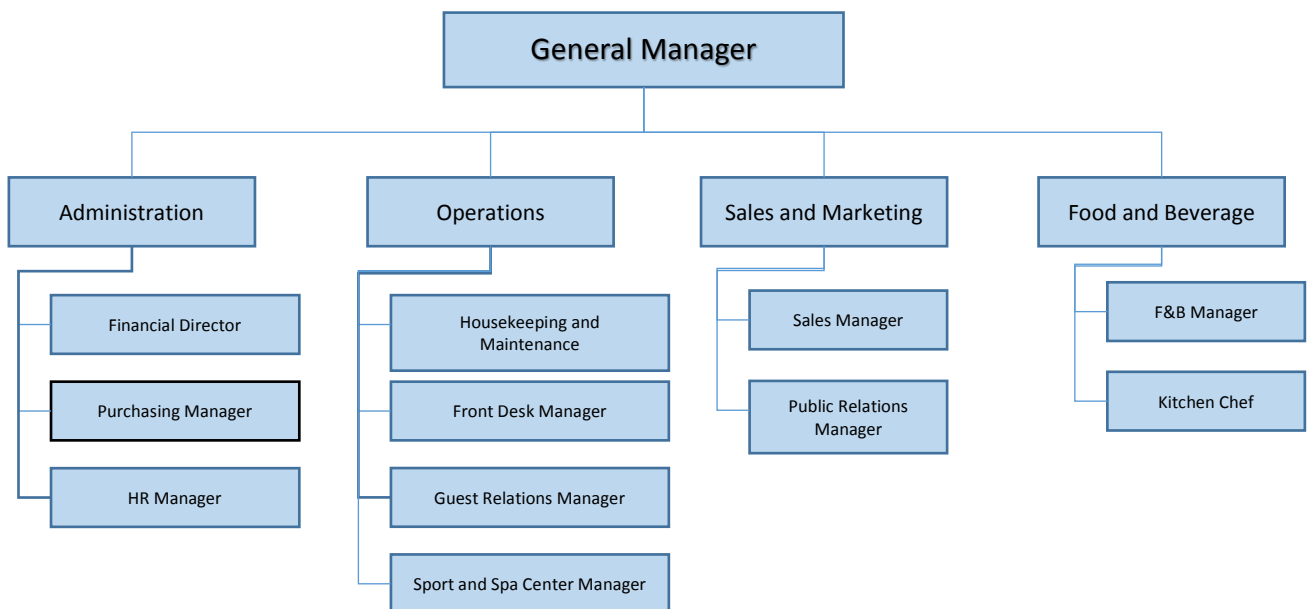 General Manager
Administration
Operations
Sales and Marketing
Food and Beverage
Financial Director
Purchasing Manager
HR Manager
Housekeeping and
Maintenance
Front Desk Manager
Guest Relations Manager
Sport and Spa Center Manager
Sales Manager
Public Relations
Manager
F&B Manager
Kitchen Chef